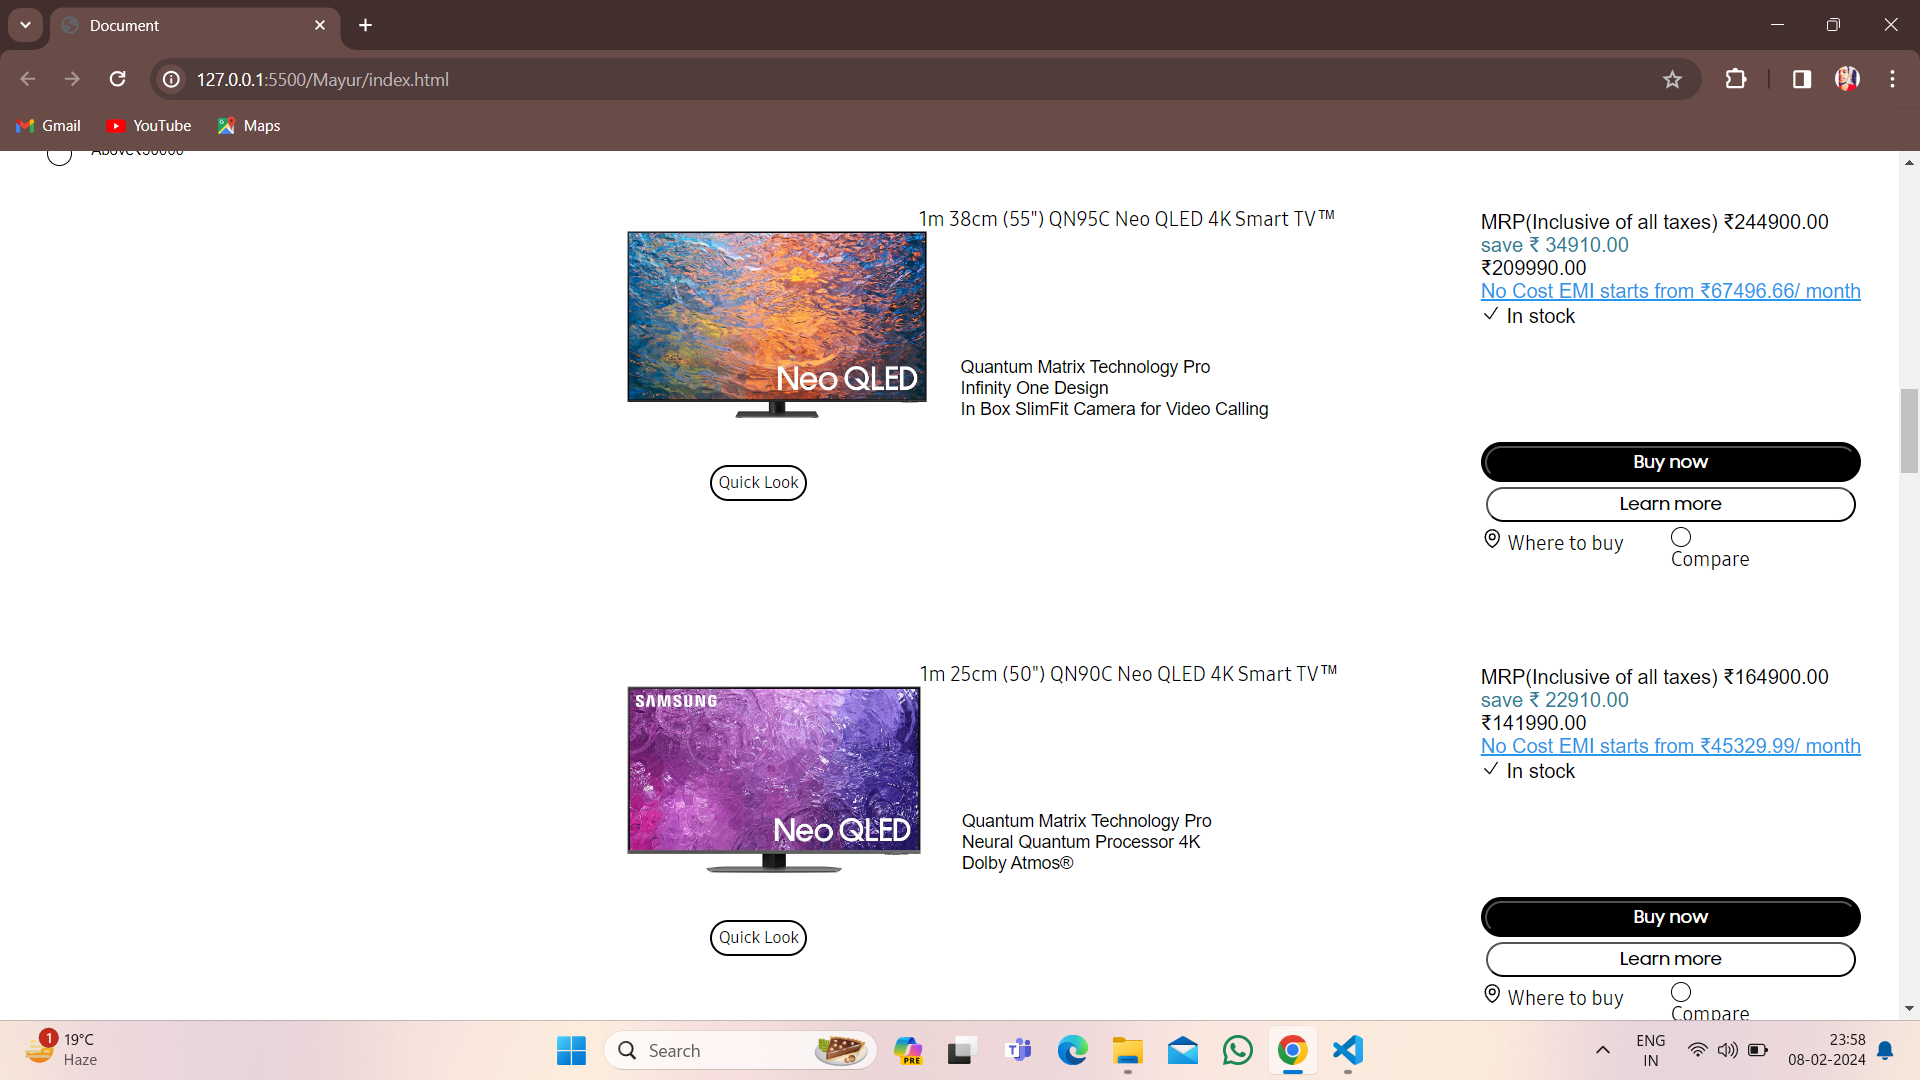 Document
127.0.0.1:5500/Mayur/index.html
Gmail
YouTube
Maps
Above₹50000
1m 38cm (55") QN95C Neo QLED 4K Smart TV™
MRP(Inclusive of all taxes) ₹244900.00
save ₹ 34910.00
₹209990.00
No Cost EMI starts from ₹67496.66/ month
In stock
Neo QLED
Quantum Matrix Technology Pro
Infinity One Design
In Box SlimFit Camera for Video Calling
Quick Look
Buy now
Learn more
Where to buy
Compare
1m 25cm (50") QN90C Neo QLED 4K Smart TV™
MRP(Inclusive of all taxes) ₹164900.00
save ₹ 22910.00
₹141990.00
No Cost EMI starts from ₹45329.99/ month
In stock
SAMSUNG
Neo QLED
Quantum Matrix Technology Pro
Neural Quantum Processor 4K
Dolby Atmos®
Quick Look
Buy now
Learn more
Where to buy
Compare
1
19°C
Haze
Search
PRE
ENG
IN
23:58
08-02-2024